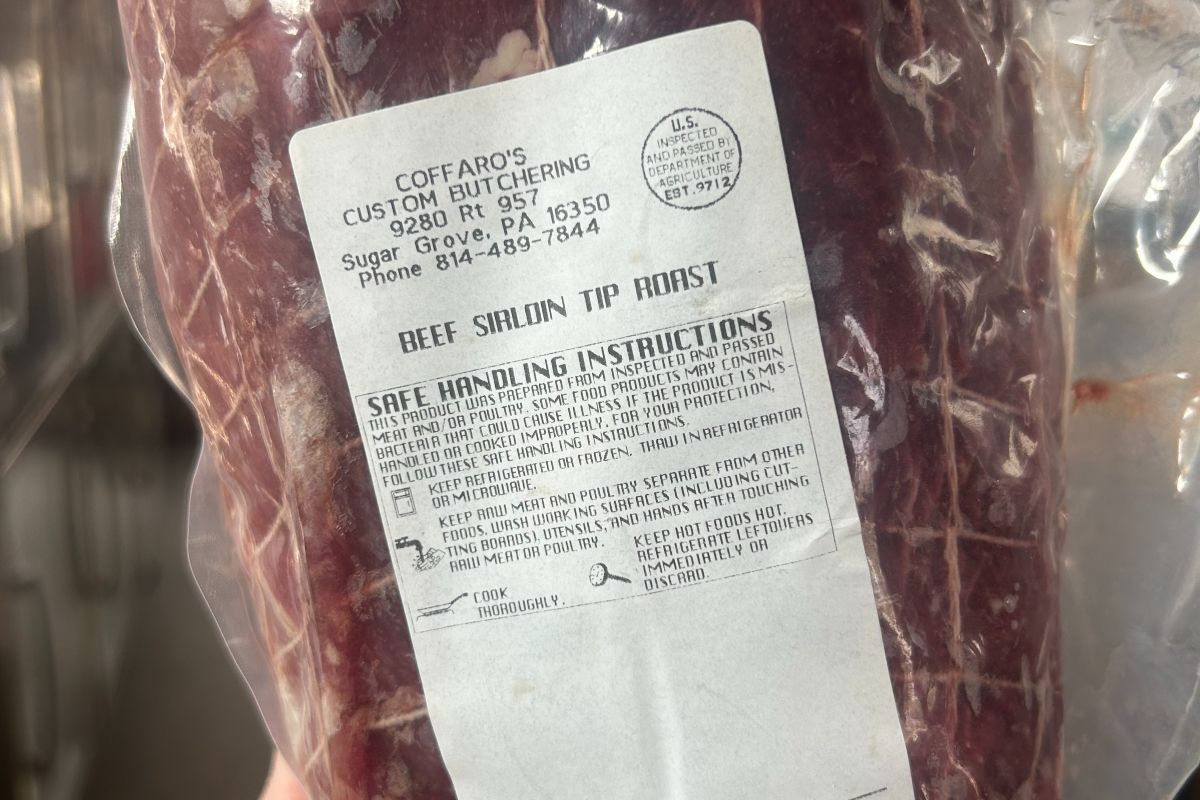 COFFARO'S
CUSTOM BUTCHERING
9280 Rt 957
Sugar Grove, PA 16350
Phone 814-489-7844
U.S.
INSPECTED
AND PASSED BY
DEPARTMENT OF
AGRICULTURE
EST.9712
BEEF SIRLOIN TIP ROAST
SAFE HANDLING INSTRUCTIONS
THIS PRODUCT WAS PREPARED FROM INSPECTED AND PASSED
MEAT AND/OR POULTRY. SOME FOOD PRODUCTS MAY CONTAIN
BACTERIA THAT COULD CAUSE ILLNESS IF THE PRODUCT IS MIS-
HANDLED OR COOKED IMPROPERLY. FOR YOUR PROTECTION,
FOLLOW THESE SAFE HANDLING INSTRUCTIONS.
KEEP REFRIGERATED OR FROZEN. THAW IN REFRIGERATOR
OR MICROWAVE.
KEEP RAW MEAT AND POULTRY SEPARATE FROM OTHER
FOODS. WASH WORKING SURFACES (INCLUDING CUT-
TING BOARDS), UTENSILS, AND HANDS AFTER TOUCHING
RAW MEAT OR POULTRY.
COOK
THOROUGHLY.
KEEP HOT FOODS HOT.
REFRIGERATE LEFTOVERS
IMMEDIATELY OR
DISCARD.